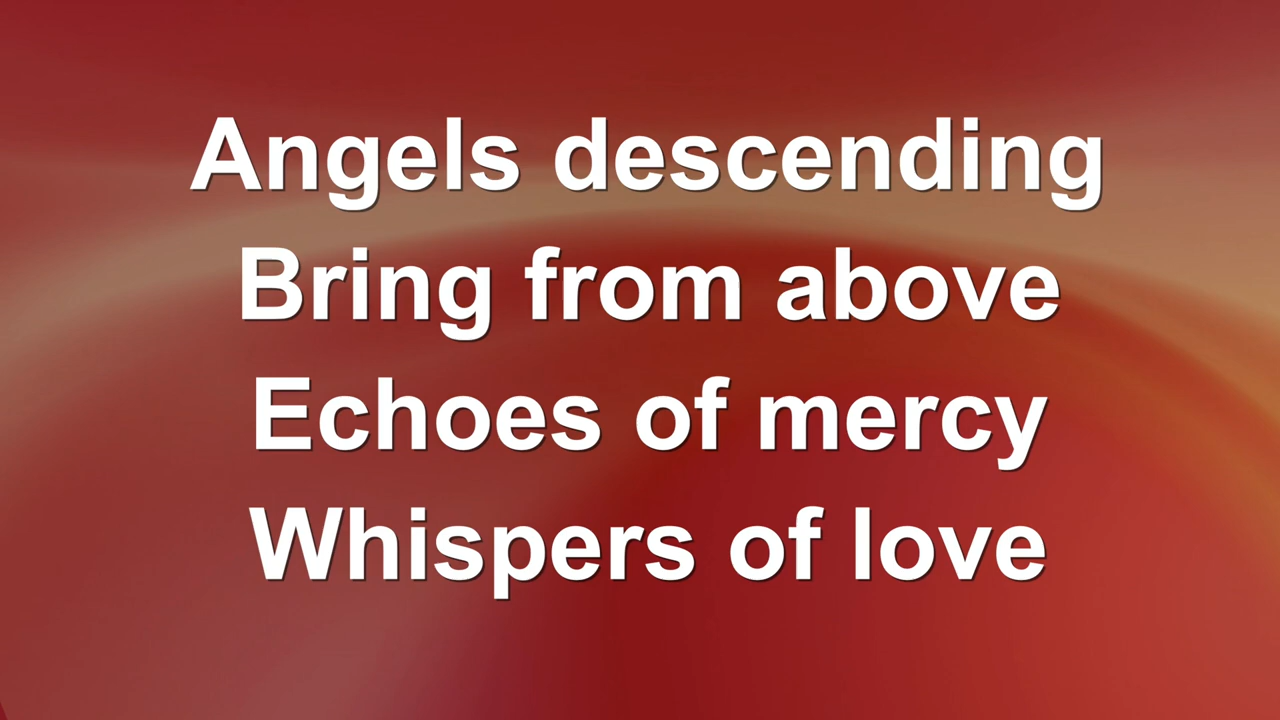 Angels descending
Bring from above
Echoes of mercy
Whispers of love